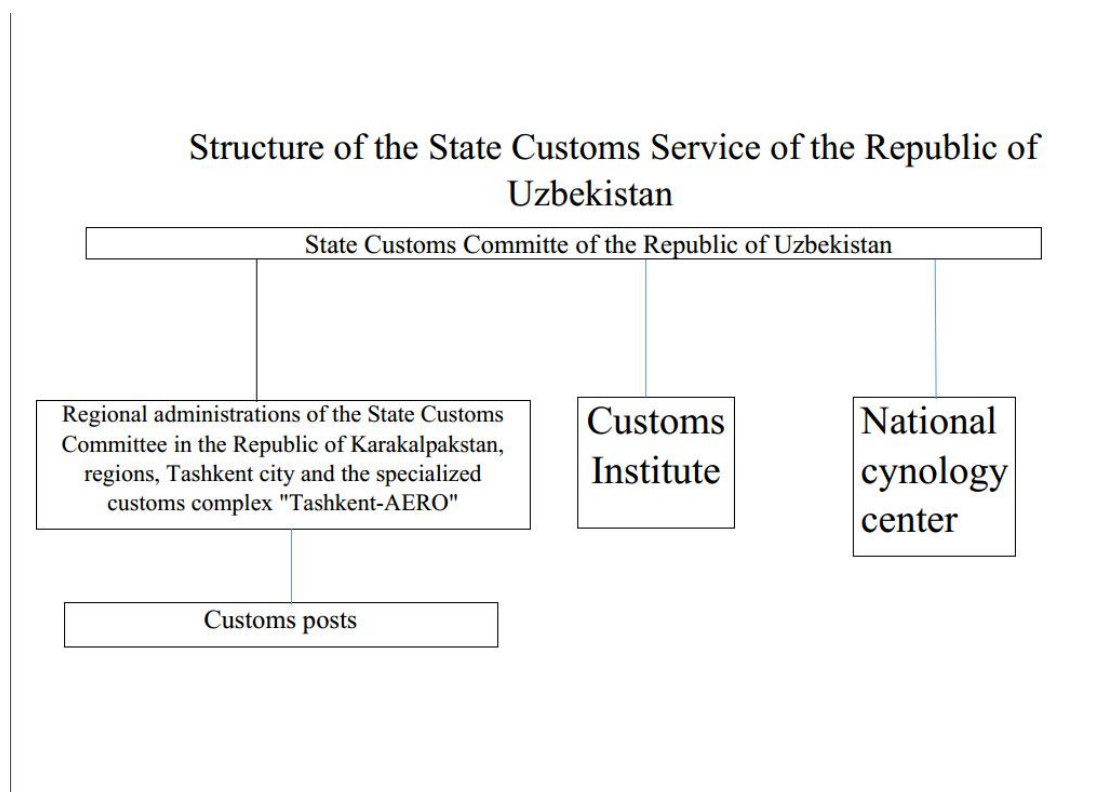 Structure of the State Customs Service of the Republic of
Uzbekistan
State Customs Committe of the Republic of Uzbekistan
Regional administrations of the State Customs
Committee in the Republic of Karakalpakstan,
regions, Tashkent city and the specialized
customs complex "Tashkent-AERO"
Customs
Institute
National
cynology
center
Customs posts